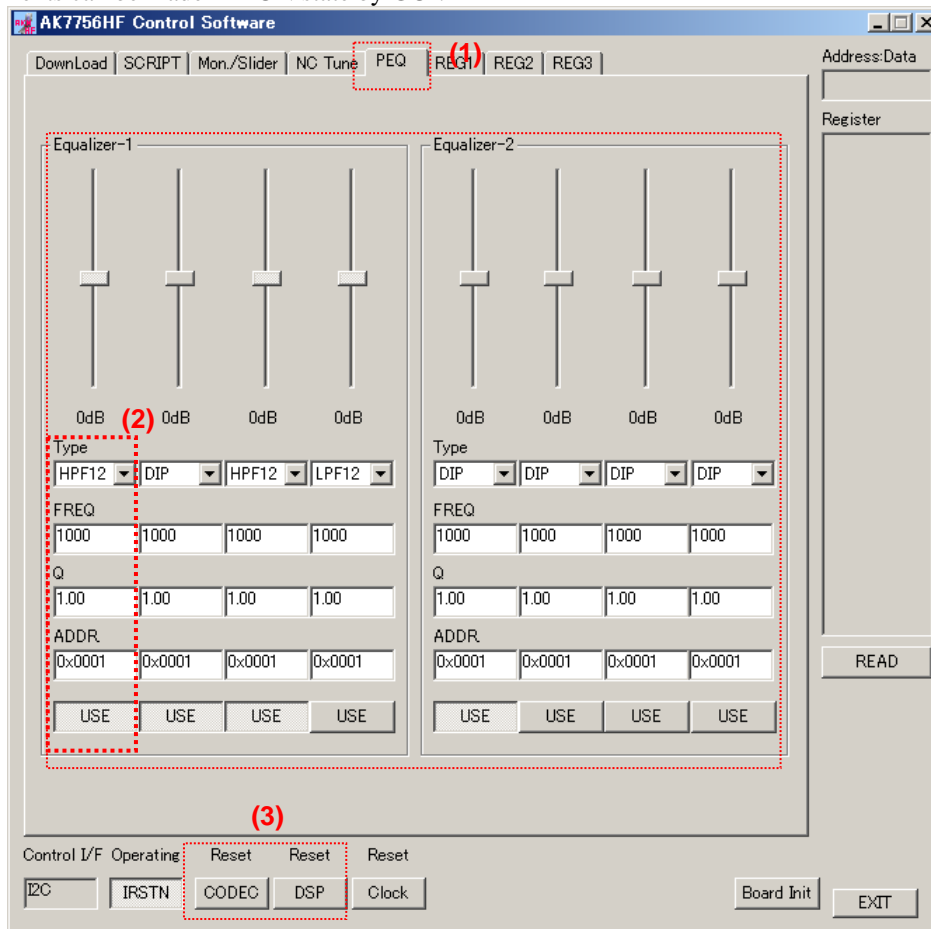 AK7756HF Control Software
(1)
DownLoad SCRIPT Mon./Slider NC Tune PEQ REG1 REG2 REG3
Address:Data
Register
Equalizer-1 Equalizer-2
0dB 0dB 0dB 0dB 0dB 0dB 0dB 0dB
(2)
Type Type
HPF12 DIP HPF12 LPF12 DIP DIP DIP DIP
FREQ FREQ
1000 1000 1000 1000 1000 1000 1000 1000
Q Q
1.00 1.00 1.00 1.00 1.00 1.00 1.00 1.00
ADDR ADDR
0x0001 0x0001 0x0001 0x0001 0x0001 0x0001 0x0001 0x0001
READ
USE USE USE USE USE USE USE USE
(3)
Control I/F Operating Reset Reset Reset
I2C IRSTN CODEC DSP Clock Board Init EXIT